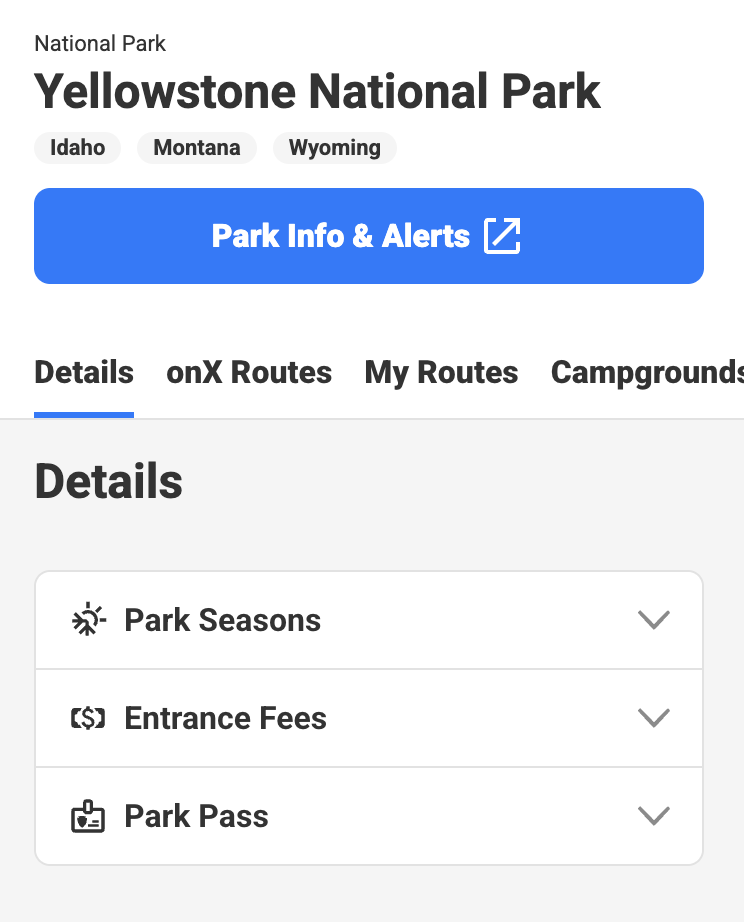 National Park
Yellowstone National Park
Idaho Montana Wyoming
Park Info & Alerts
Details onX Routes My Routes Campgrounds
Details
Park Seasons
Entrance Fees
Park Pass